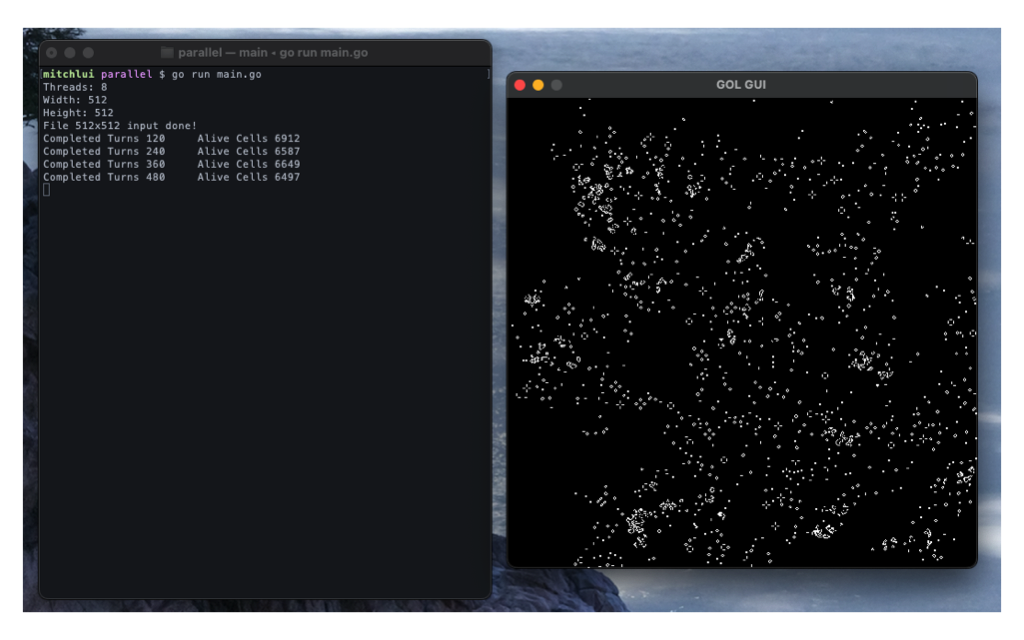 parallel — main • go run main.go
mitchlui parallel $ go run main.go
Threads: 8
Width: 512
Height: 512
File 512x512 input done!
Completed Turns 120 Alive Cells 6912
Completed Turns 240 Alive Cells 6587
Completed Turns 360 Alive Cells 6649
Completed Turns 480 Alive Cells 6497
GOL GUI